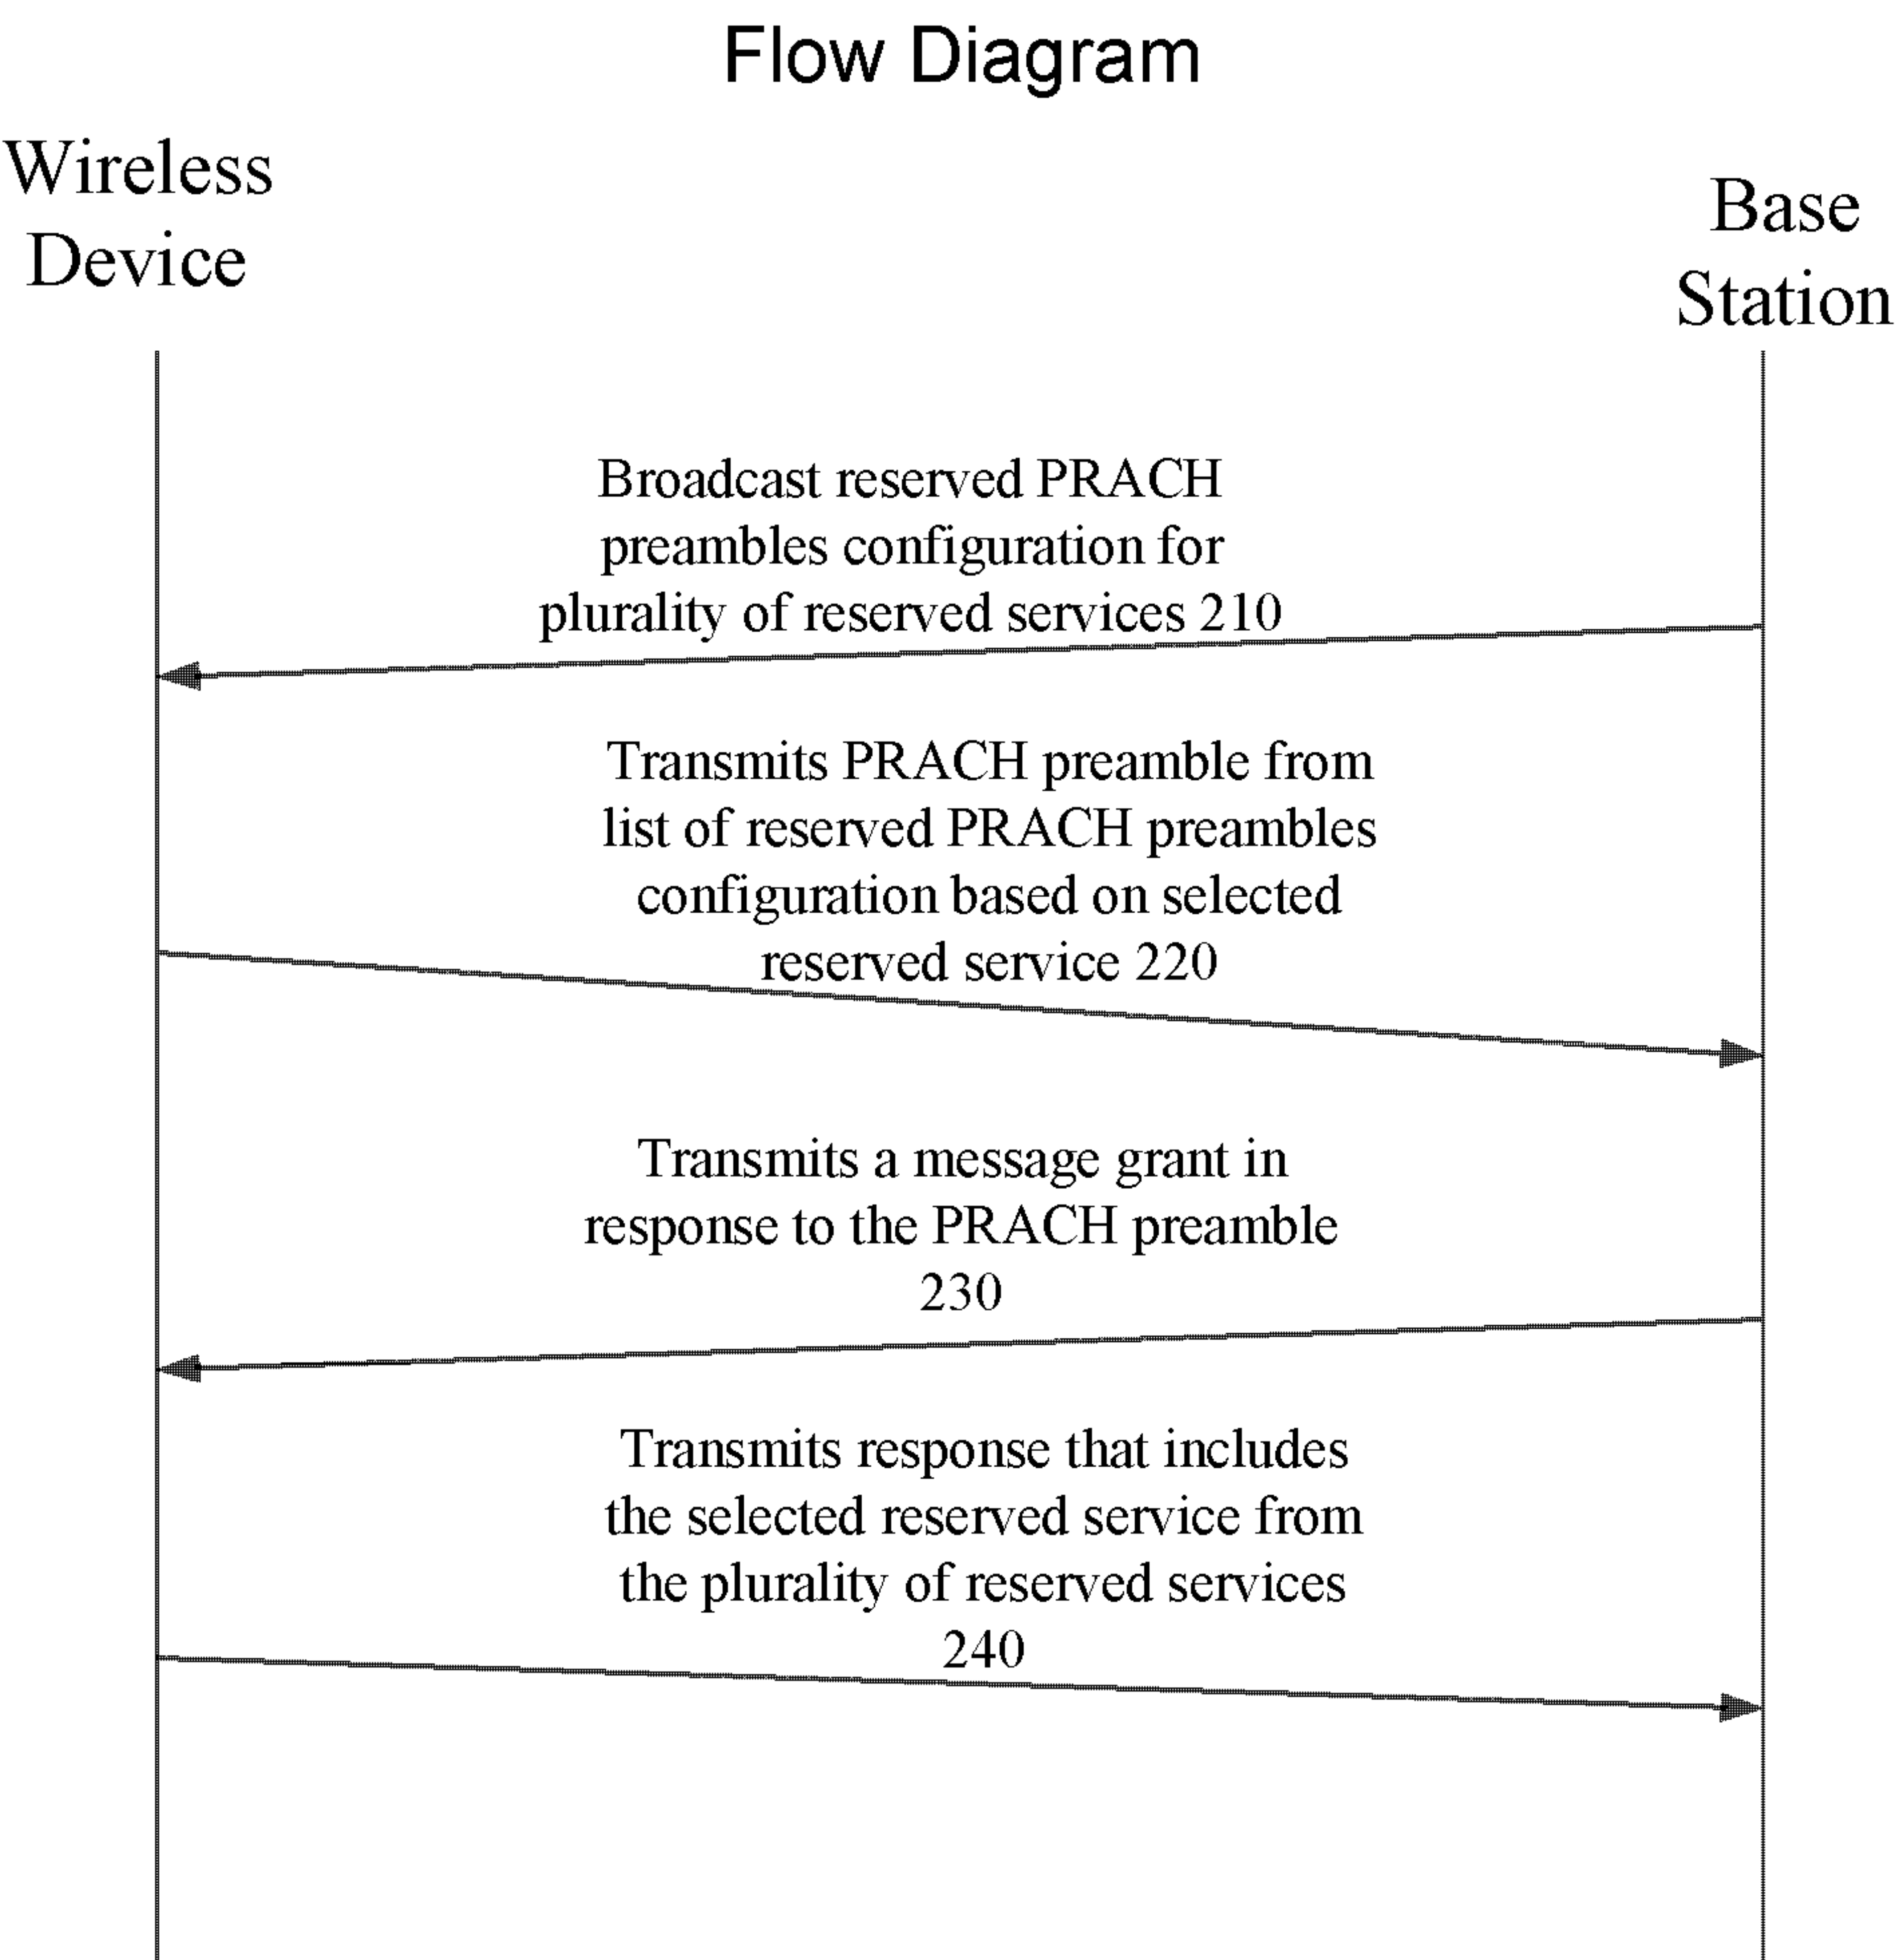 Flow Diagram
Wireless
Device
Base
Station
Broadcast reserved PRACH
preambles configuration for
plurality of reserved services 210
Transmits PRACH preamble from
list of reserved PRACH preambles
configuration based on selected
reserved service 220
Transmits a message grant in
response to the PRACH preamble
230
Transmits response that includes
the selected reserved service from
the plurality of reserved services
240